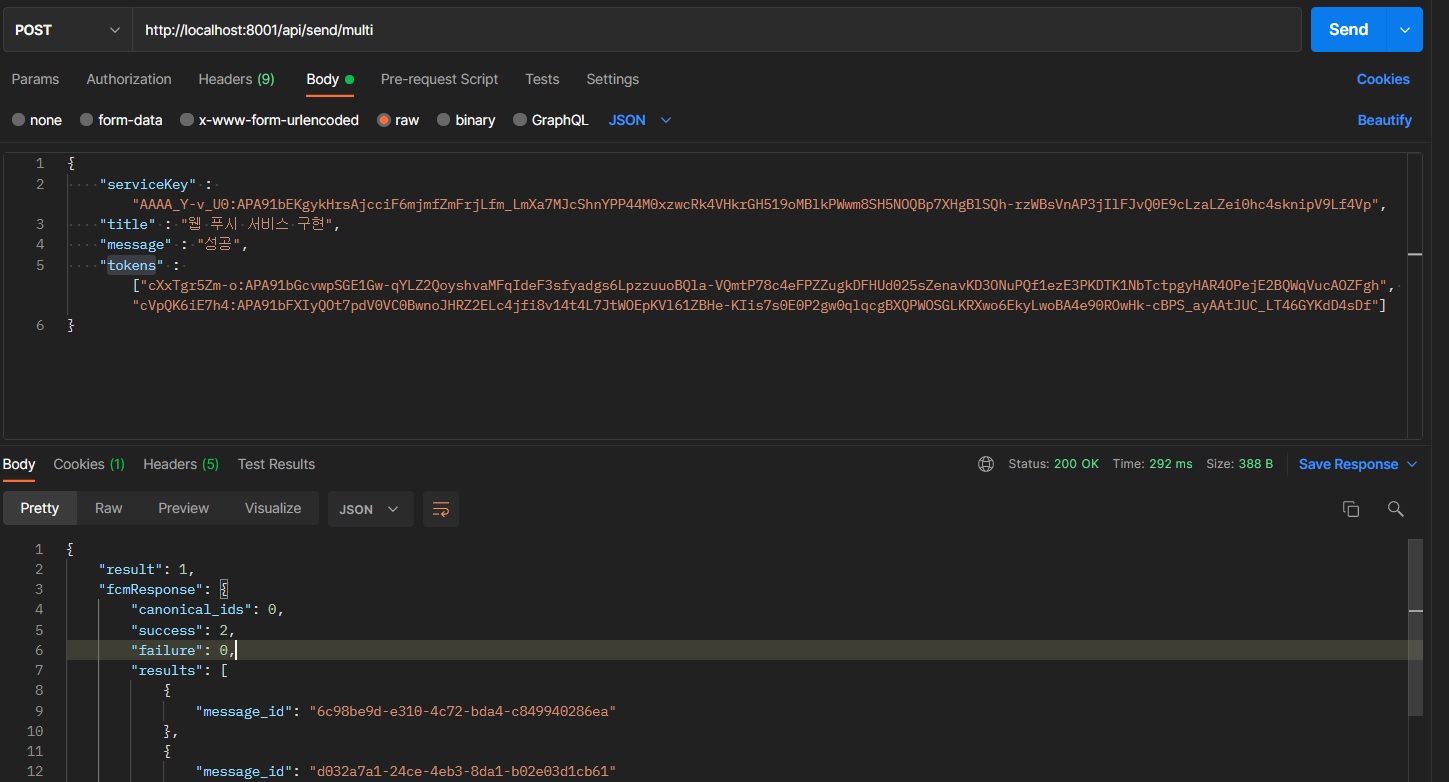 POST http://localhost:8001/api/send/multi Send
Params Authorization Headers (9) Body Pre-request Script Tests Settings Cookies
none form-data x-www-form-urlencoded raw binary GraphQL JSON Beautify
1 {
2 "serviceKey" :
"AAAA_Y-v_U0:APA91bEKgykHrsAjcciF6mjmfZmFrjLfm_LmXa7MJcShnYPP44M0xzwcRk4VHkrGH519oMBlkPWwm8SH5NOQBp7XHgBlSQh-rzWBsVnAP3jIlFJvQ0E9cLzaLZei0hc4sknipV9Lf4Vp",
3 "title" : "웹 푸시 서비스 구현",
4 "message" : "성공",
5 "tokens" :
["cXxTgr5Zm-o:APA91bGcvwpSGE1Gw-qYLZ2QoyshvaMFqIdeF3sfyadgs6LpzzuuoBQla-VQmtP78c4eFPZZugkDFHUd025sZenavKD3ONuPQf1ezE3PKDTK1NbTctpgyHAR4OPejE2BQWqVucAOZFgh",
"cVpQK6iE7h4:APA91bFXIyQOt7pdV0VC0BwnoJHRZ2ELc4jfi8v14t4L7JtWOEpKVl61ZBHe-KIis7s0E0P2gw0qlqcgBXQPWOSGLKRXwo6EkyLwoBA4e90ROwHk-cBPS_ayAAtJUC_LT46GYKdD4sDf"]
6 }
Body Cookies (1) Headers (5) Test Results Status: 200 OK Time: 292 ms Size: 388 B Save Response
Pretty Raw Preview Visualize JSON
1 {
2 "result": 1,
3 "fcmResponse": {
4 "canonical_ids": 0,
5 "success": 2,
6 "failure": 0,
7 "results": [
8 {
9 "message_id": "6c98be9d-e310-4c72-bda4-c849940286ea"
10 },
11 {
12 "message_id": "d032a7a1-24ce-4eb3-8da1-b02e03d1cb61"